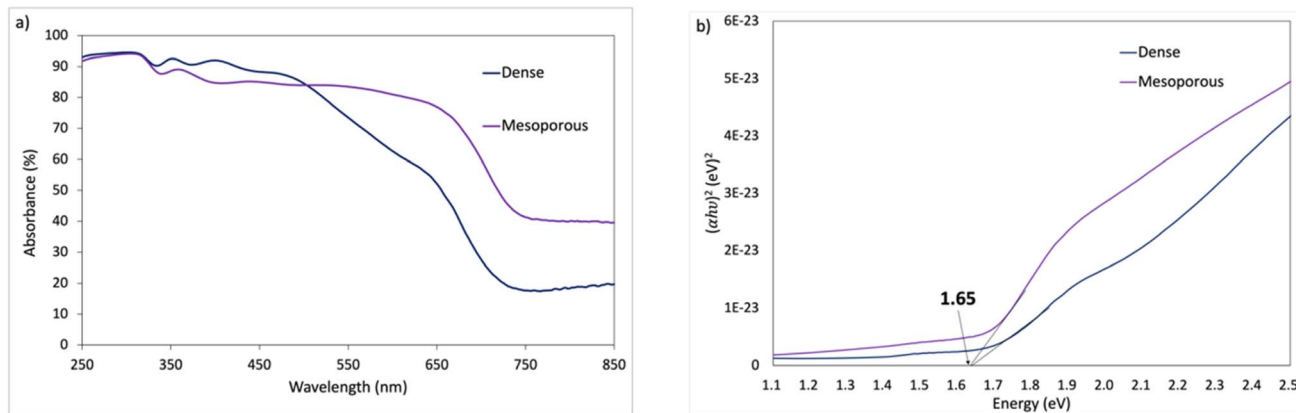 a)
100
90
80
70
60
50
40
30
20
10
0
Absorbance (%)
Dense
Mesoporous
250 350 450 550 650 750 850
Wavelength (nm)
b)
6E-23
5E-23
4E-23
3E-23
2E-23
1E-23
0
(αhυ)² (eV)²
Dense
Mesoporous
1.65
1.1 1.2 1.3 1.4 1.5 1.6 1.7 1.8 1.9 2.0 2.1 2.2 2.3 2.4 2.5
Energy (eV)